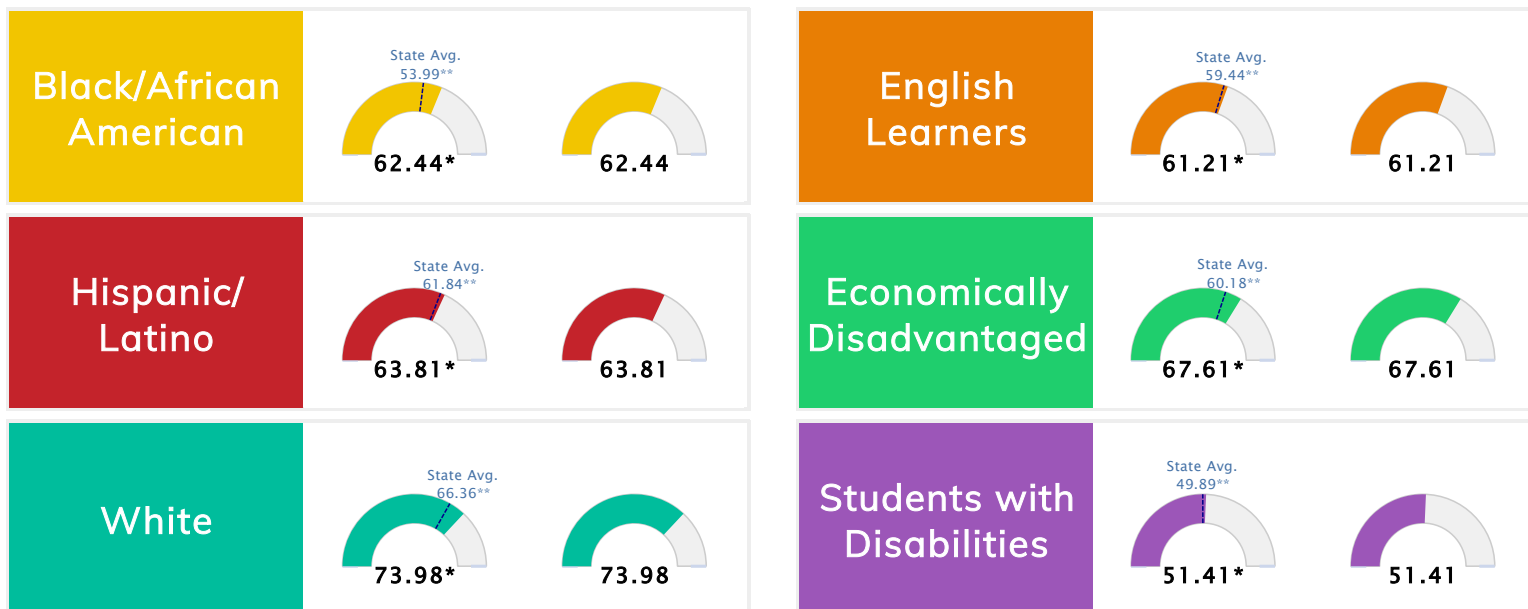 Black/African
American
State Avg.
53.99**
62.44*
62.44
English
Learners
State Avg.
59.44**
61.21*
61.21
Hispanic/
Latino
State Avg.
61.84**
63.81*
63.81
Economically
Disadvantaged
State Avg.
60.18**
67.61*
67.61
White
State Avg.
66.36**
73.98*
73.98
Students with
Disabilities
State Avg.
49.89**
51.41*
51.41